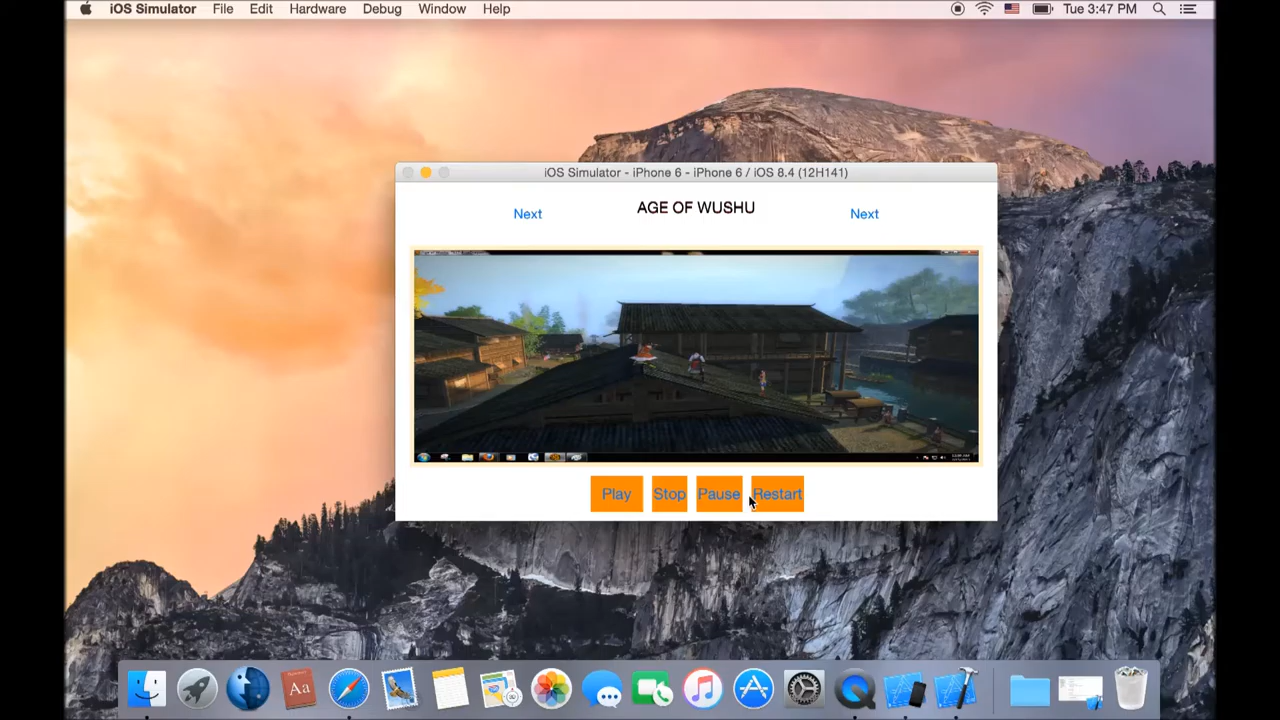 iOS Simulator File Edit Hardware Debug Window Help Tue 3:47 PM
iOS Simulator - iPhone 6 - iPhone 6 / iOS 8.4 (12H141)
Next AGE OF WUSHU Next
Play Stop Pause Restart
Aa